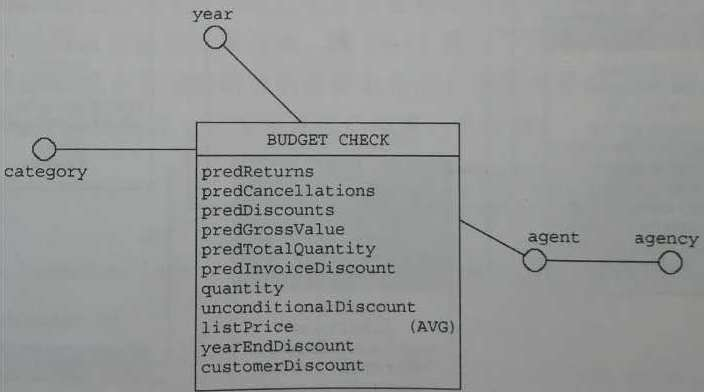 year
BUDGET CHECK
category
predReturns
predCancellations
predDiscounts
predGrossValue
predTotalQuantity
predInvoiceDiscount
quantity
unconditionalDiscount
listPrice (AVG)
yearEndDiscount
customerDiscount
agent agency